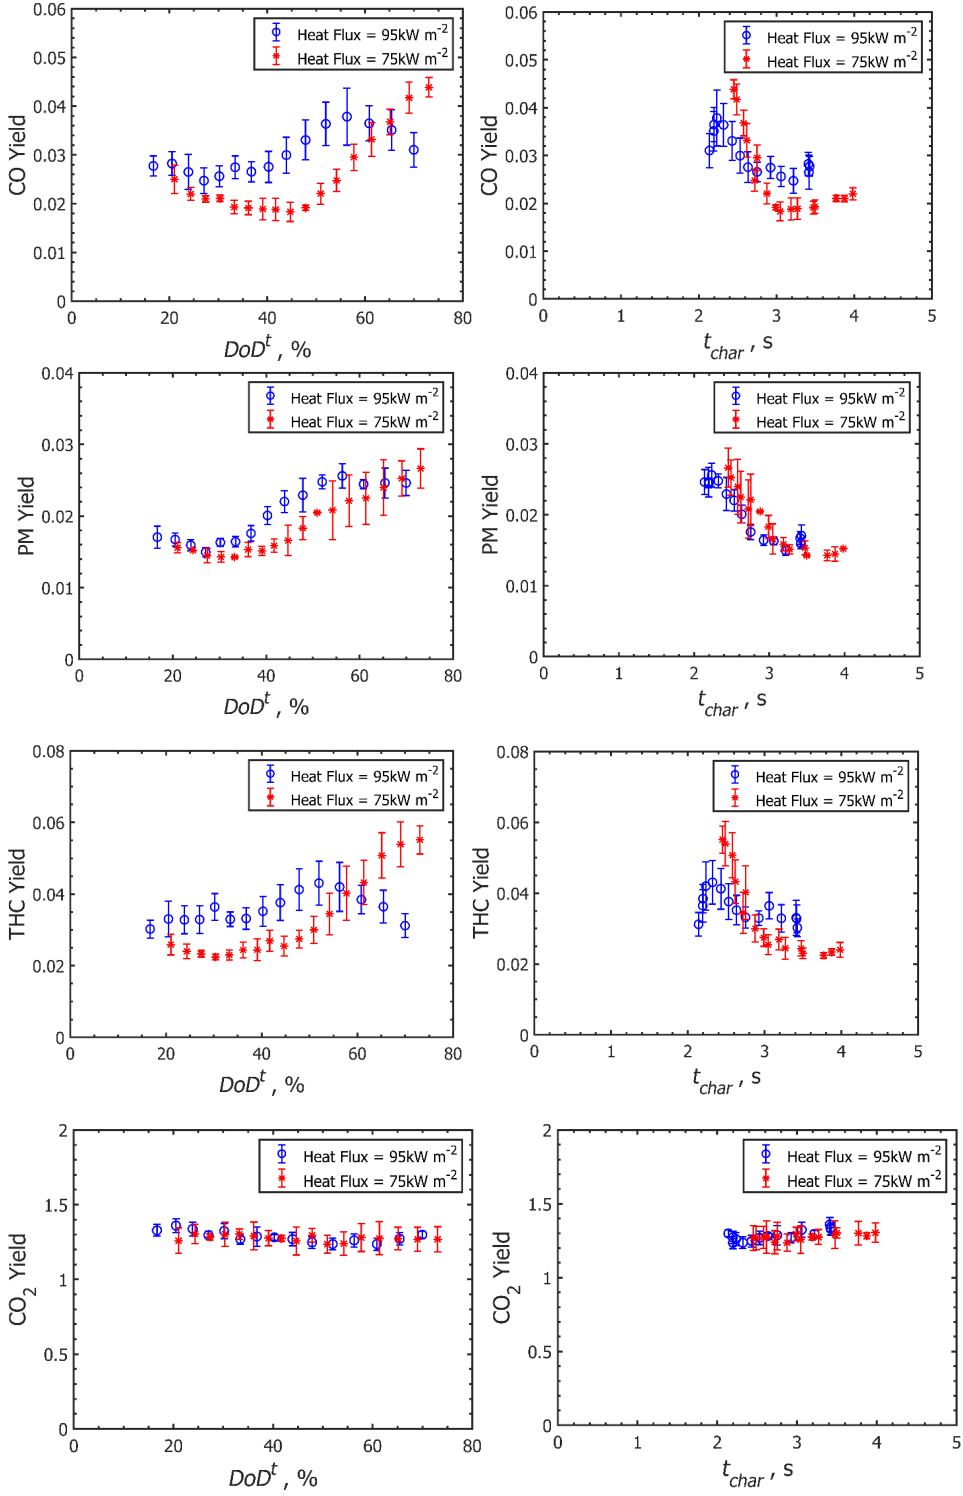 0.06
0.05
0.04
0.03
0.02
0.01
0
CO Yield
Heat Flux = 95kW m-2
Heat Flux = 75kW m-2
0 20 40 60 80
DoD^t , %
0.06
0.05
0.04
0.03
0.02
0.01
0
CO Yield
Heat Flux = 95kW m-2
Heat Flux = 75kW m-2
0 1 2 3 4 5
t_char , s
0.04
0.03
0.02
0.01
0
PM Yield
Heat Flux = 95kW m-2
Heat Flux = 75kW m-2
0 20 40 60 80
DoD^t , %
0.04
0.03
0.02
0.01
0
PM Yield
Heat Flux = 95kW m-2
Heat Flux = 75kW m-2
0 1 2 3 4 5
t_char , s
0.08
0.06
0.04
0.02
0
THC Yield
Heat Flux = 95kW m-2
Heat Flux = 75kW m-2
0 20 40 60 80
DoD^t , %
0.08
0.06
0.04
0.02
0
THC Yield
Heat Flux = 95kW m-2
Heat Flux = 75kW m-2
0 1 2 3 4 5
t_char , s
2
1.5
1
0.5
0
CO2 Yield
Heat Flux = 95kW m-2
Heat Flux = 75kW m-2
0 20 40 60 80
DoD^t , %
2
1.5
1
0.5
0
CO2 Yield
Heat Flux = 95kW m-2
Heat Flux = 75kW m-2
0 1 2 3 4 5
t_char , s